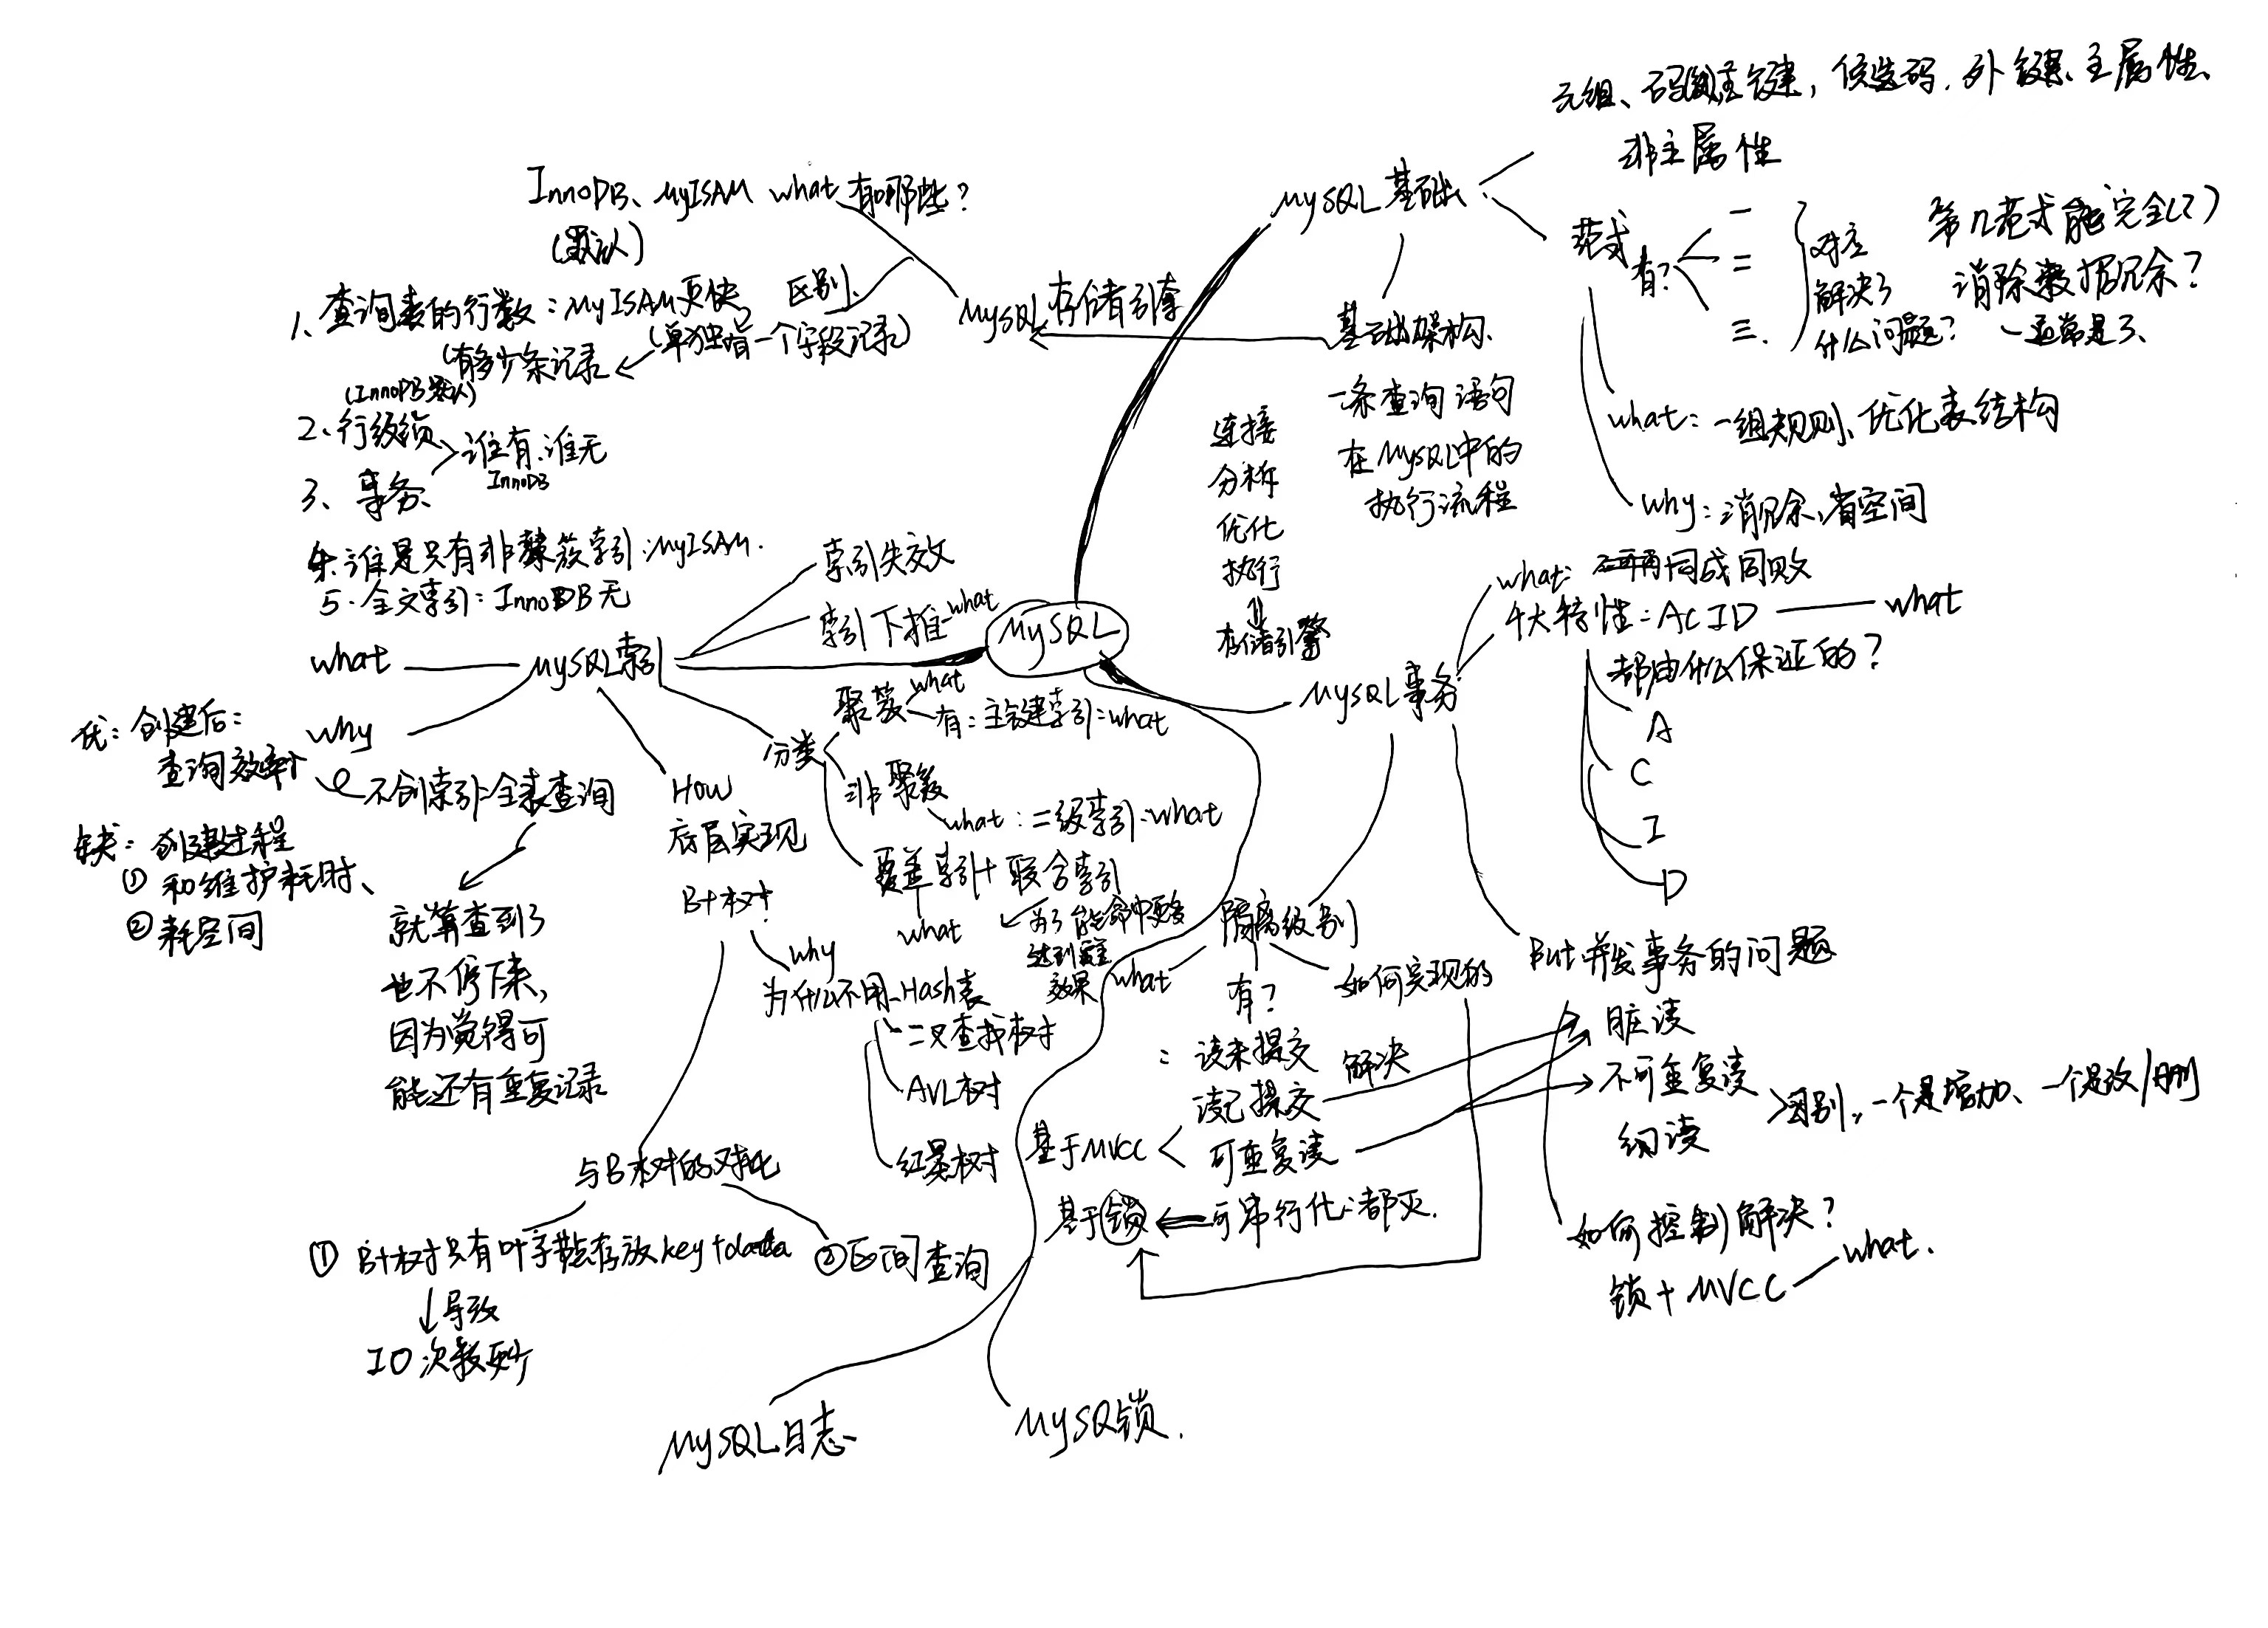 MySQL
MySQL 基础
元组、码、主键，候选码、外键、主属性、
非主属性
范式
有？
一
二
三
对应
解决了
什么问题？
第几范式能完全(?)
消除数据冗余？
一通常是3、
what：一组规则、优化表结构
why：消冗余、省空间
基础架构
一条查询语句
在MySQL中的
执行流程
连接
分析
优化
执行
存储引擎
MySQL存储引擎
what 有哪些？
InnoDB、MyISAM
(默认)
区别
1、查询表的行数：MyISAM更快
(单独有一个字段记录)
(有多少条记录
(InnoDB默认)
2、行级锁
谁有、谁无
InnoDB
3、事务
4、谁是只有非聚簇索引：MyISAM.
5、全文索引：InnoDB无
MySQL索引
what
why
优：创建后：
查询效率↑
不创索引=全表查询
就算查到了
也不停下来，
因为觉得可
能还有重复记录
缺：创建过程
① 和维护耗时、
② 耗空间
索引失效
索引下推-what
分类
聚簇
what
有：主键索引：what
非聚簇
what：二级索引：what
覆盖索引+联合索引
what
为了能命中更多
达到覆盖
效果
How
底层实现
B+树
why
为什么不用-Hash表
二叉查找树
AVL树
红黑树
与B树的对比
① B+树只有叶子节点存放key+data
↓导致
IO次数更少
②区间查询
MySQL事务
what：同成同败
4大特性：ACID —— what
都由什么保证的？
A
C
I
D
隔离级别
what
有？
如何实现的
：读未提交
读已提交
解决
可重复读
基于MVCC
基于锁
可串行化：都灭.
But 并发事务的问题
脏读
不可重复读
幻读
区别：一个是增加、一个是改/删
如何控制解决？
锁+MVCC
what.
MySQL日志
MySQ锁.